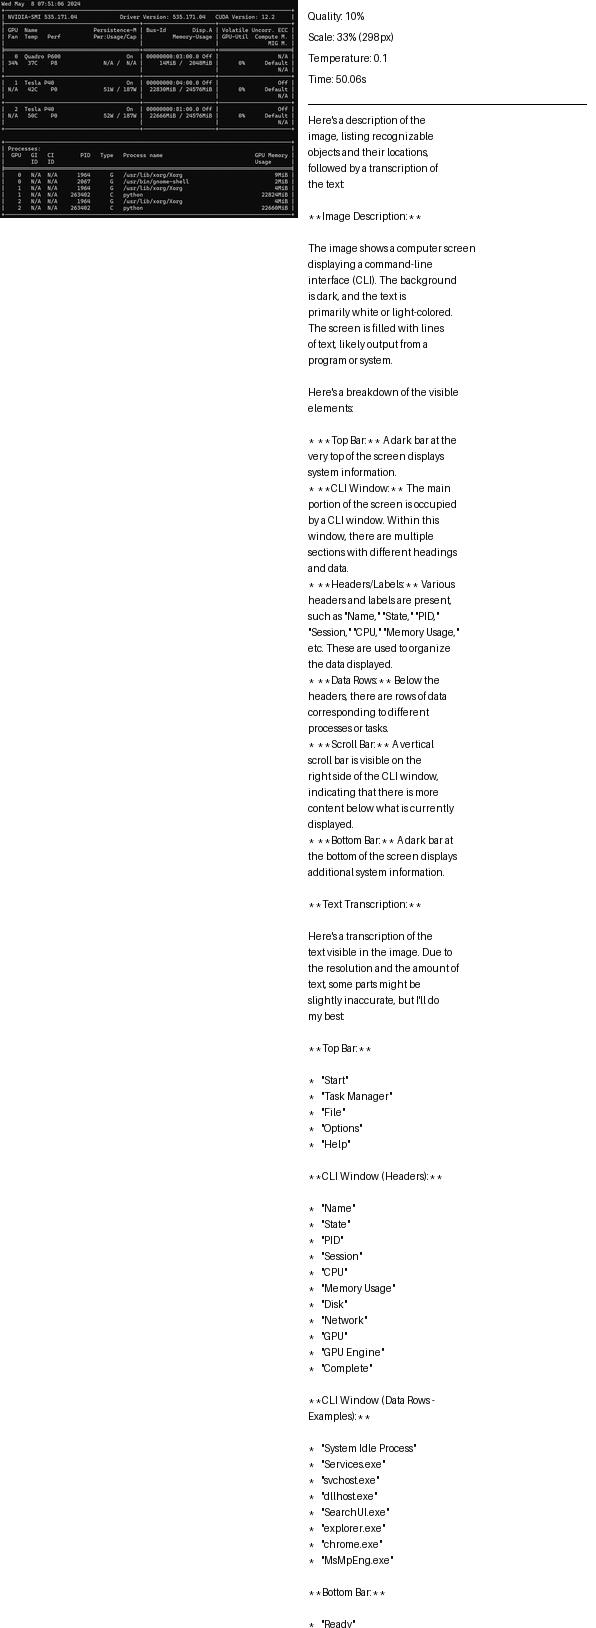 Wed May  8 07:51:06 2024
NVIDIA-SMI 535.171.04 Driver Version: 535.171.04 CUDA Version: 12.2
GPU Name Persistence-M | Bus-Id Disp.A | Volatile Uncorr. ECC
Fan Temp Perf Pwr:Usage/Cap | Memory-Usage | GPU-Util Compute M.
MIG M.
0 Quadro P600 On | 00000000:03:00.0 Off | N/A
34% 37C P8 N/A / N/A | 14MiB / 2048MiB | 0% Default
N/A
1 Tesla P40 On | 00000000:04:00.0 Off | Off
N/A 42C P0 51W / 187W | 22830MiB / 24576MiB | 0% Default
N/A
2 Tesla P40 On | 00000000:81:00.0 Off | Off
N/A 50C P0 52W / 187W | 22666MiB / 24576MiB | 0% Default
N/A
Processes:
GPU GI CI PID Type Process name GPU Memory
ID ID Usage
0 N/A N/A 1964 G /usr/lib/xorg/Xorg 9MiB
0 N/A N/A 2067 G /usr/bin/gnome-shell 2MiB
1 N/A N/A 1964 G /usr/lib/xorg/Xorg 4MiB
1 N/A N/A 263402 C python 22824MiB
2 N/A N/A 1964 G /usr/lib/xorg/Xorg 4MiB
2 N/A N/A 263402 C python 22660MiB
Quality: 10%
Scale: 33% (298px)
Temperature: 0.1
Time: 50.06s
Here's a description of the
image, listing recognizable
objects and their locations,
followed by a transcription of
the text:
**Image Description:**
The image shows a computer screen
displaying a command-line
interface (CLI). The background
is dark, and the text is
primarily white or light-colored.
The screen is filled with lines
of text, likely output from a
program or system.
Here's a breakdown of the visible
elements:
* **Top Bar:** A dark bar at the
very top of the screen displays
system information.
* **CLI Window:** The main
portion of the screen is occupied
by a CLI window. Within this
window, there are multiple
sections with different headings
and data.
* **Headers/Labels:** Various
headers and labels are present,
such as "Name," "State," "PID,"
"Session," "CPU," "Memory Usage,"
etc. These are used to organize
the data displayed.
* **Data Rows:** Below the
headers, there are rows of data
corresponding to different
processes or tasks.
* **Scroll Bar:** A vertical
scroll bar is visible on the
right side of the CLI window,
indicating that there is more
content below what is currently
displayed.
* **Bottom Bar:** A dark bar at
the bottom of the screen displays
additional system information.
**Text Transcription:**
Here's a transcription of the
text visible in the image. Due to
the resolution and the amount of
text, some parts might be
slightly inaccurate, but I'll do
my best:
**Top Bar:**
* "Start"
* "Task Manager"
* "File"
* "Options"
* "Help"
**CLI Window (Headers):**
* "Name"
* "State"
* "PID"
* "Session"
* "CPU"
* "Memory Usage"
* "Disk"
* "Network"
* "GPU"
* "GPU Engine"
* "Complete"
**CLI Window (Data Rows -
Examples):**
* "System Idle Process"
* "Services.exe"
* "svchost.exe"
* "dllhost.exe"
* "SearchUI.exe"
* "explorer.exe"
* "chrome.exe"
* "MsMpEng.exe"
**Bottom Bar:**
* "Ready"